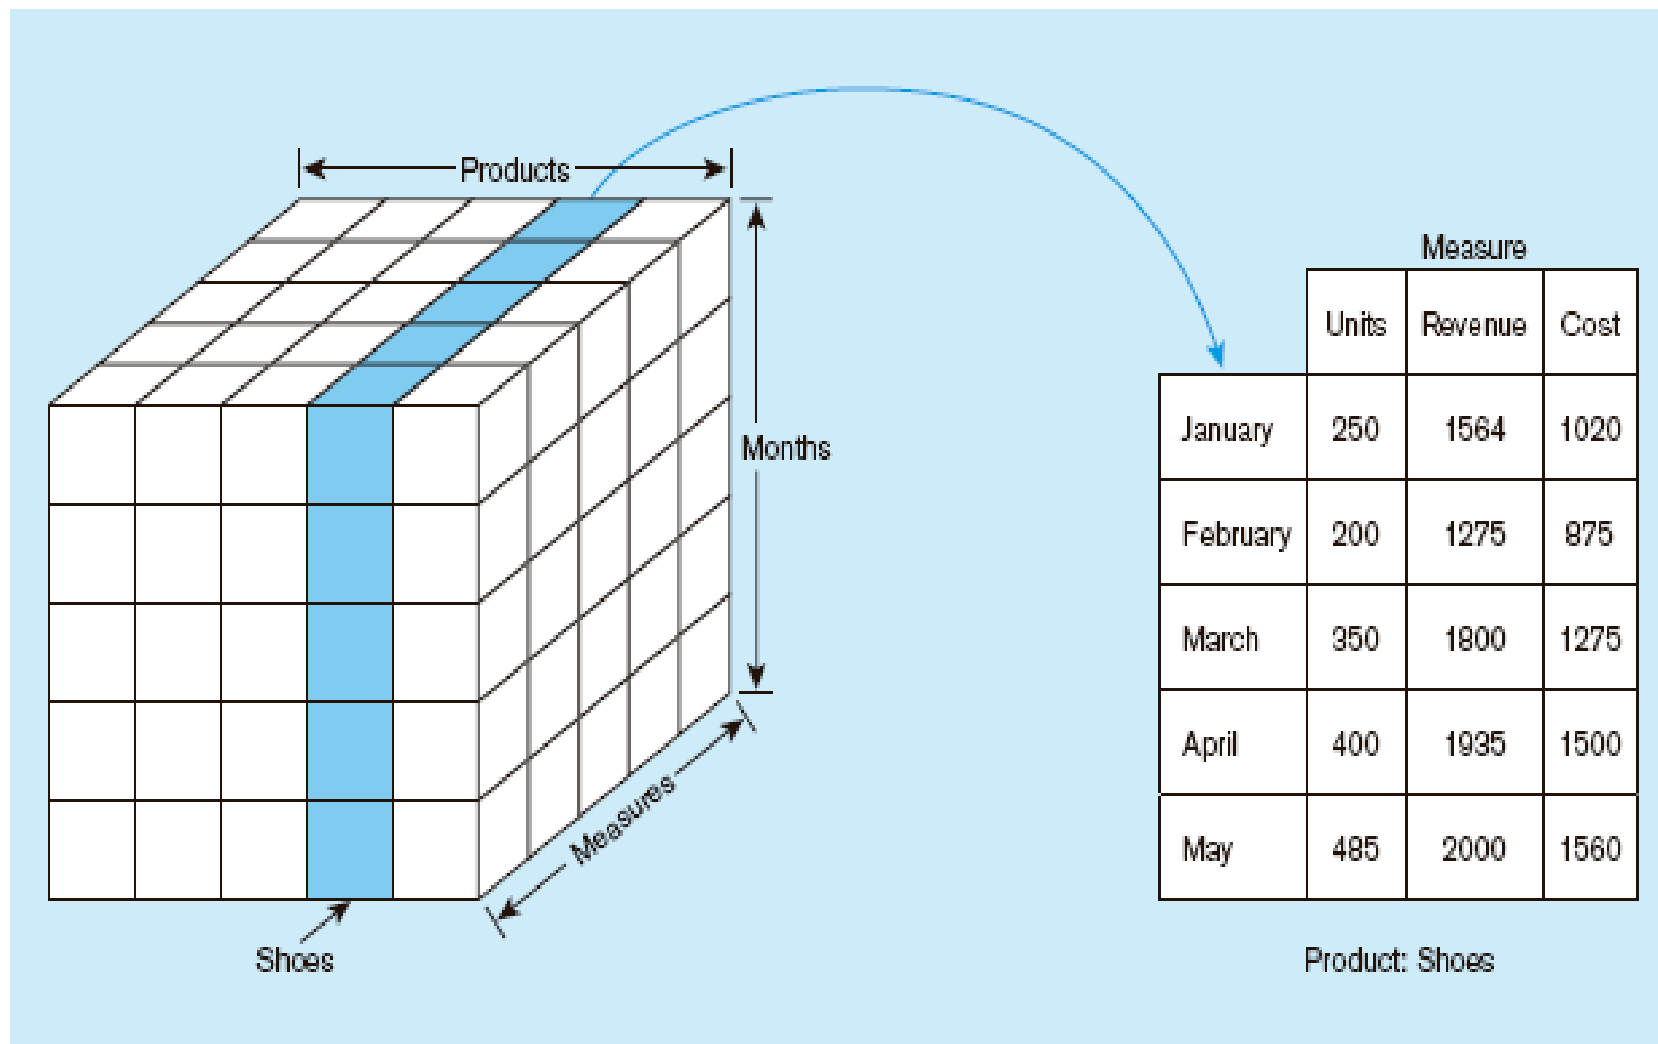 Products
Months
Measures
Shoes
Measure
Units Revenue Cost
January 250 1564 1020
February 200 1275 875
March 350 1800 1275
April 400 1935 1500
May 485 2000 1560
Product: Shoes